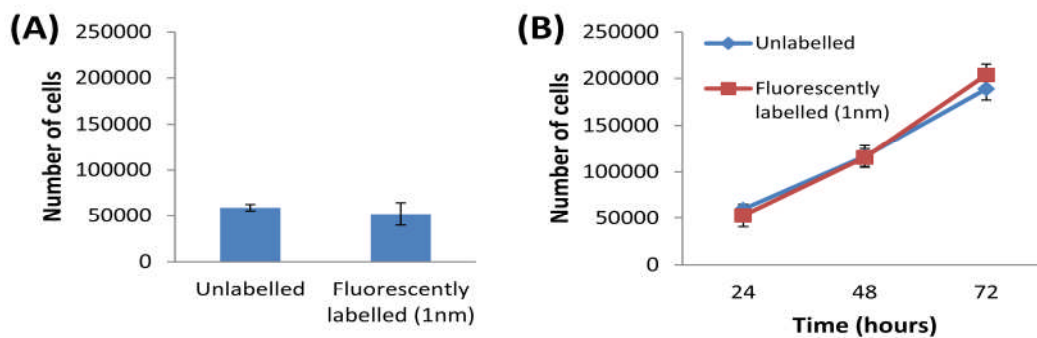 (A)
Number of cells
250000
200000
150000
100000
50000
0
Unlabelled
Fluorescently
labelled (1nm)
(B)
Number of cells
250000
200000
150000
100000
50000
0
Unlabelled
Fluorescently
labelled (1nm)
24
48
72
Time (hours)